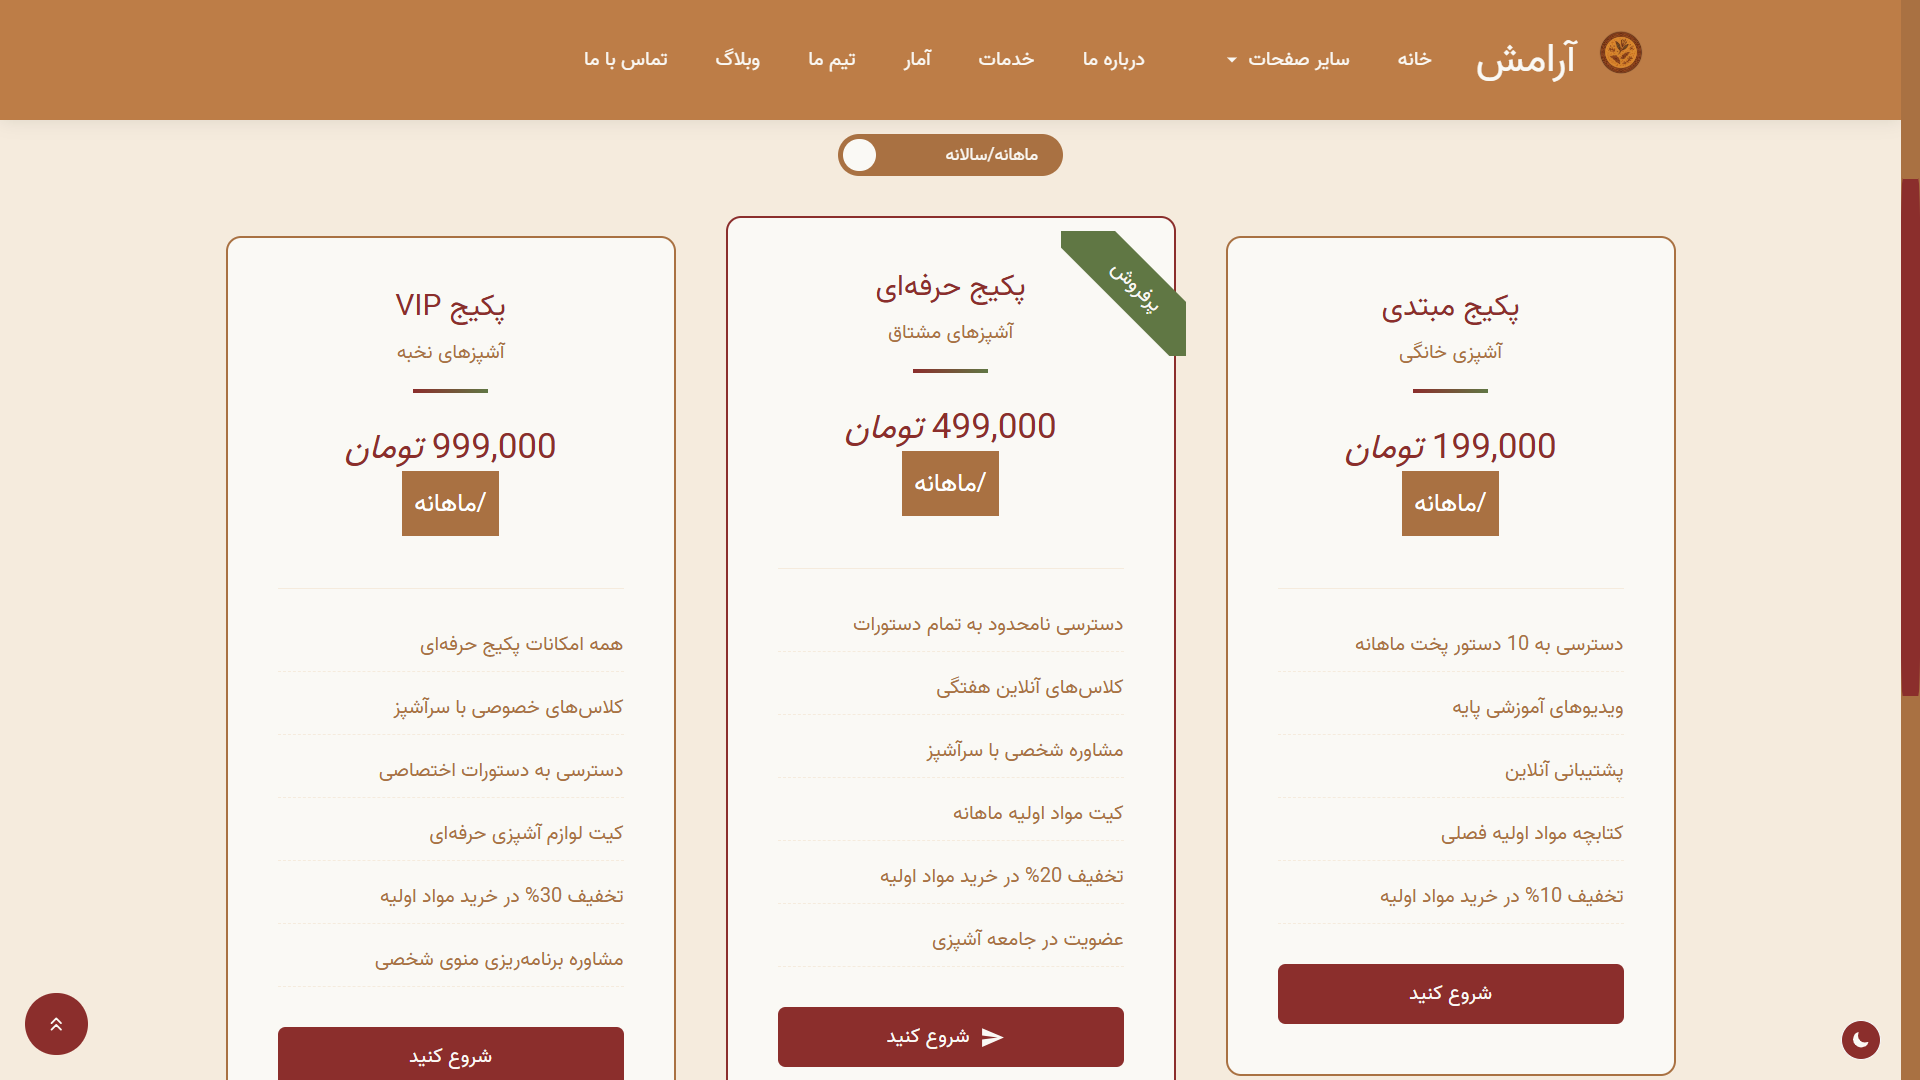 آرامش
خانه
سایر صفحات
درباره ما
خدمات
آمار
تیم ما
وبلاگ
تماس با ما
ماهانه/سالانه
پکیج مبتدی
آشپزی خانگی
199,000 تومان
/ماهانه
دسترسی به 10 دستور پخت ماهانه
ویدیوهای آموزشی پایه
پشتیبانی آنلاین
کتابچه مواد اولیه فصلی
تخفیف 10% در خرید مواد اولیه
شروع کنید
پرفروش
پکیج حرفه‌ای
آشپزهای مشتاق
499,000 تومان
/ماهانه
دسترسی نامحدود به تمام دستورات
کلاس‌های آنلاین هفتگی
مشاوره شخصی با سرآشپز
کیت مواد اولیه ماهانه
تخفیف 20% در خرید مواد اولیه
عضویت در جامعه آشپزی
شروع کنید
پکیج VIP
آشپزهای نخبه
999,000 تومان
/ماهانه
همه امکانات پکیج حرفه‌ای
کلاس‌های خصوصی با سرآشپز
دسترسی به دستورات اختصاصی
کیت لوازم آشپزی حرفه‌ای
تخفیف 30% در خرید مواد اولیه
مشاوره برنامه‌ریزی منوی شخصی
شروع کنید